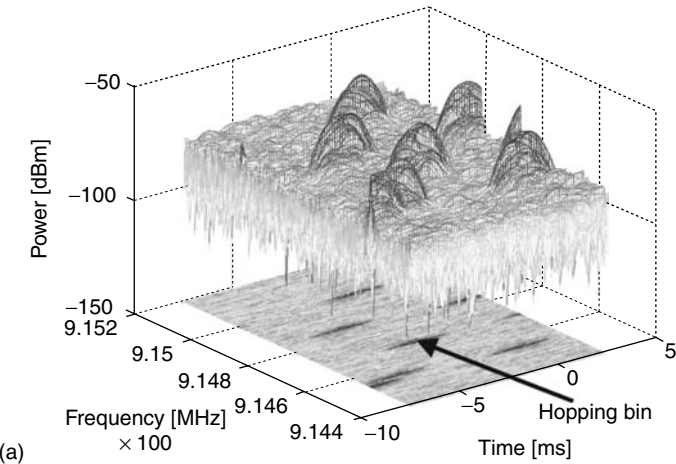 −50
−100
−150
Power [dBm]
9.152
9.15
9.148
9.146
9.144
Frequency [MHz]
× 100
−10
−5
0
5
Time [ms]
Hopping bin
(a)